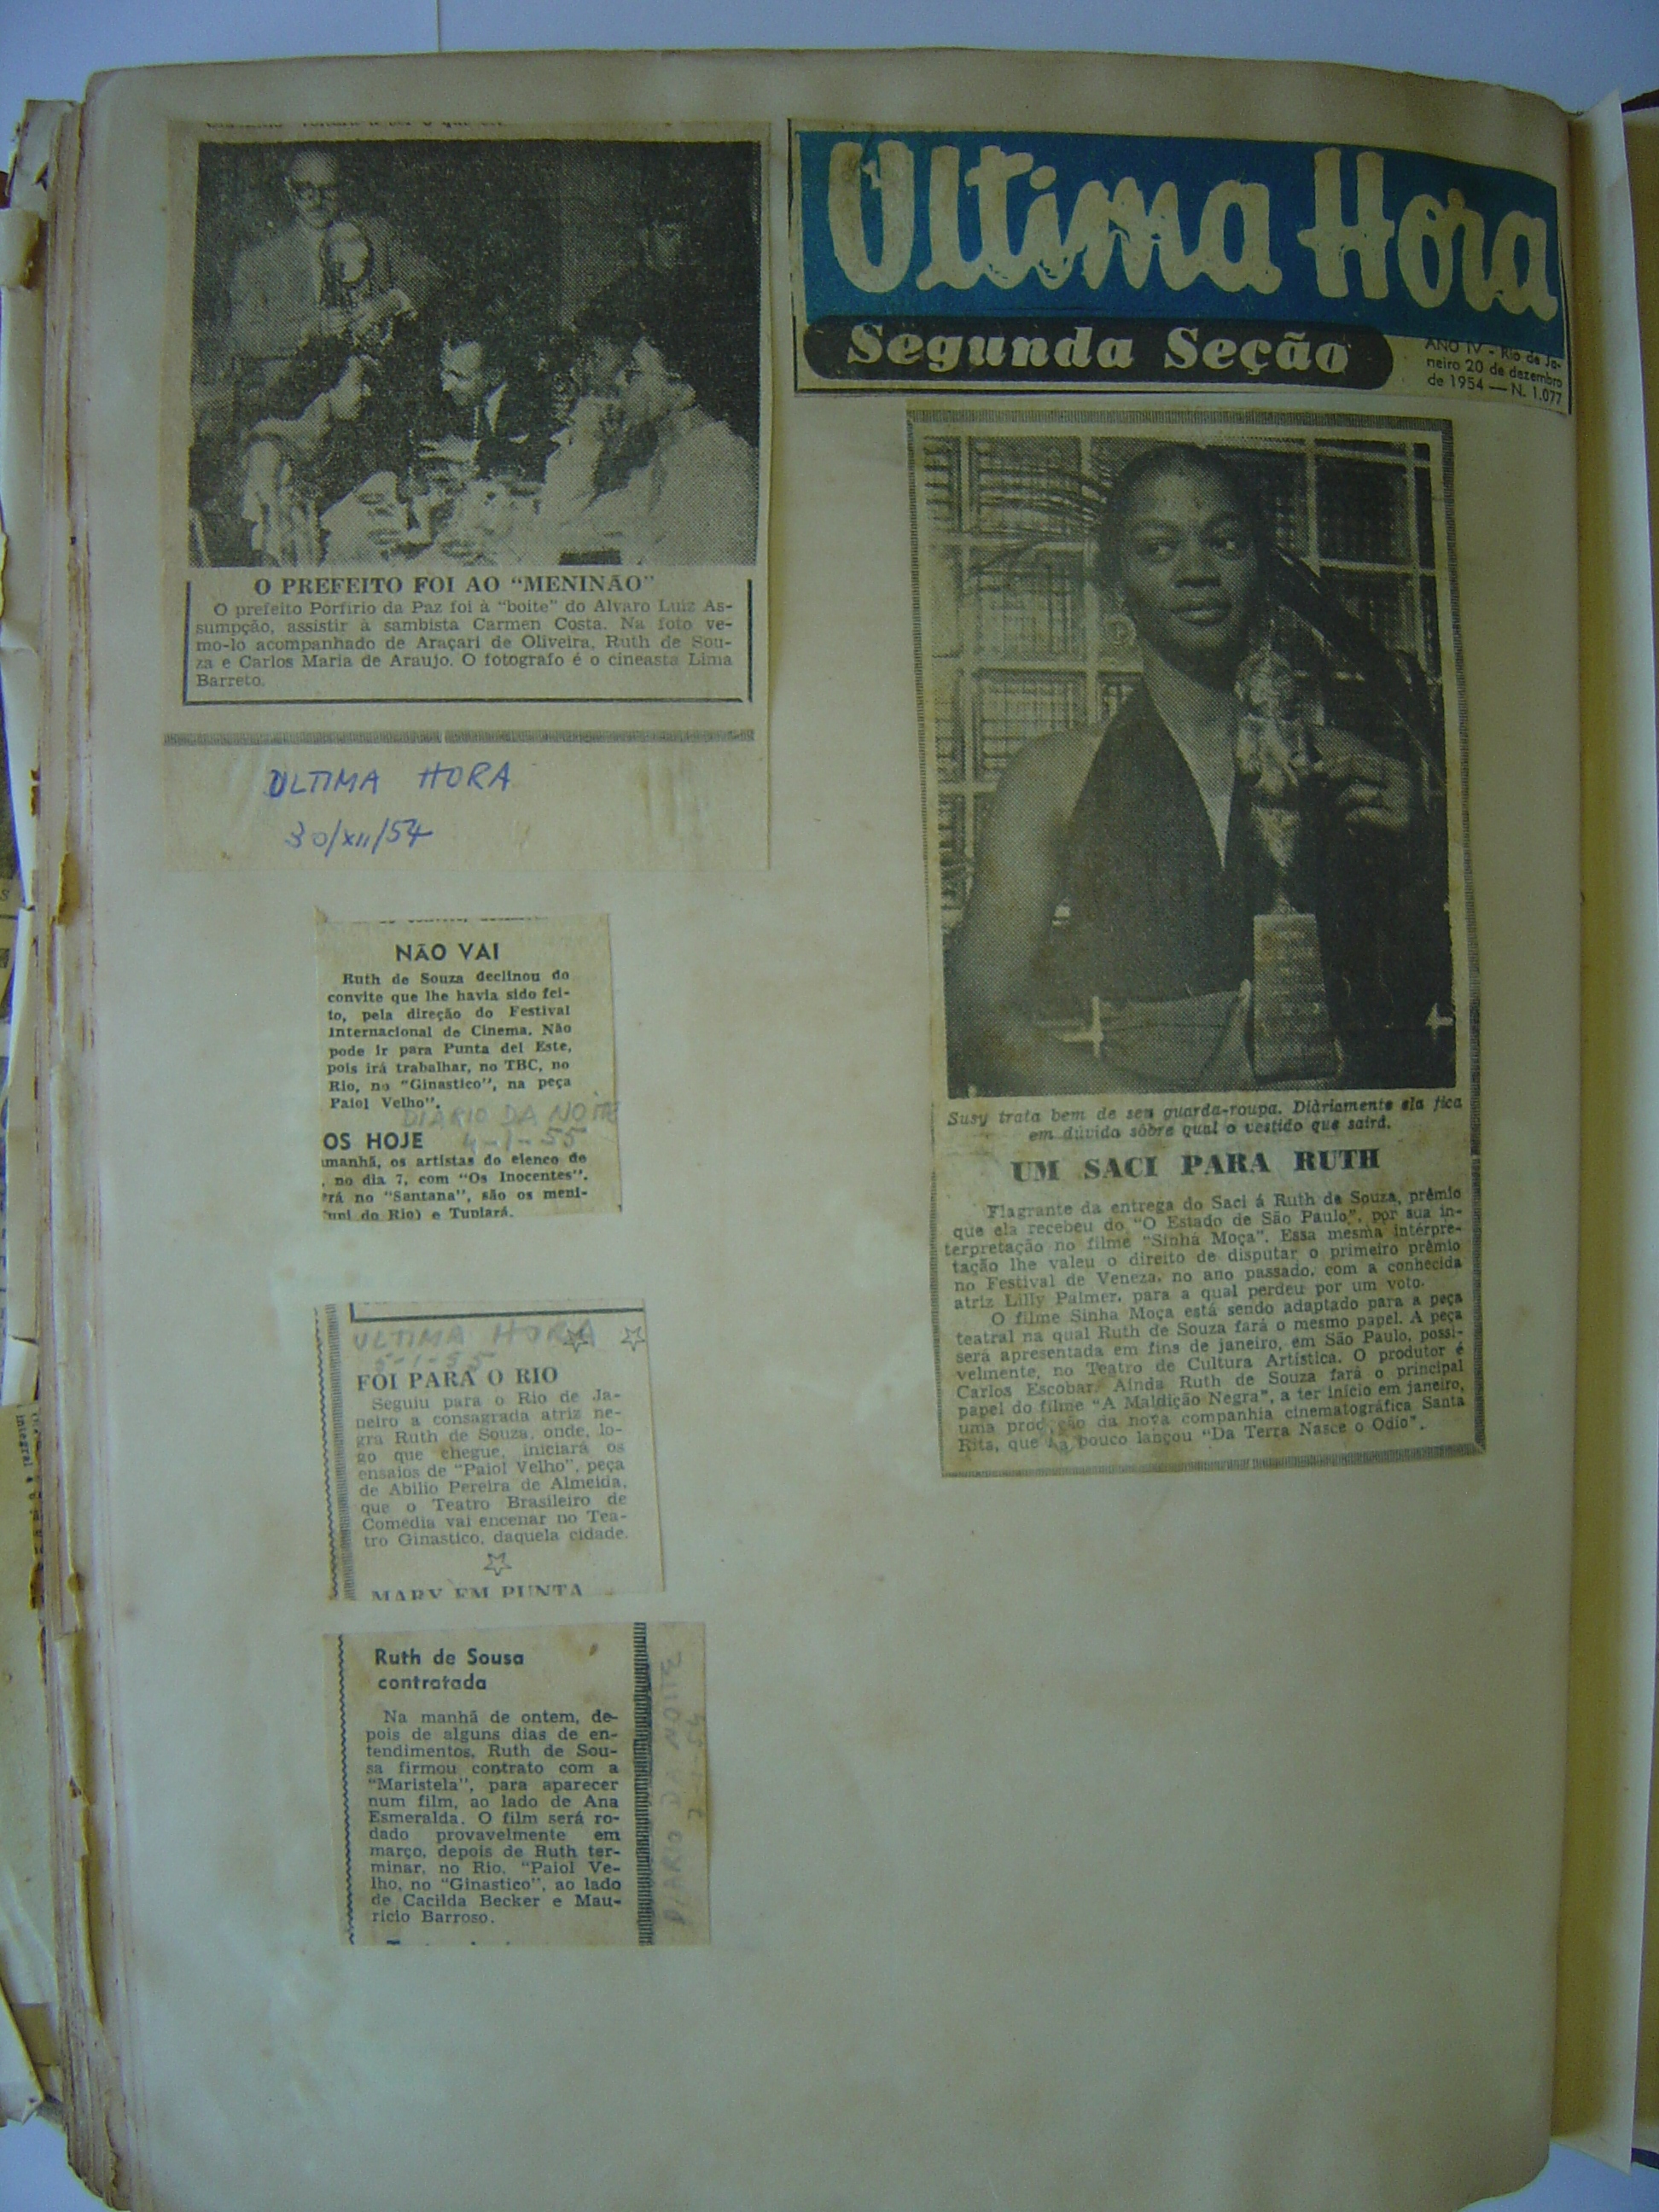 O PREFEITO FOI AO "MENINÃO"
O prefeito Porfirio da Paz foi à "boite" do Alvaro Luiz As-
sumpção, assistir à sambista Carmen Costa. Na foto ve-
mo-lo acompanhado de Araçari de Oliveira, Ruth de Sou-
za e Carlos Maria de Araujo. O fotografo é o cineasta Lima
Barreto.
ULTIMA HORA
30/XII/54
NÃO VAI
Ruth de Souza declinou do
convite que lhe havia sido fei-
to, pela direção do Festival
Internacional de Cinema. Não
pode ir para Punta del Este,
pois irá trabalhar, no TBC, no
Rio, no "Ginastico", na peça
Paiol Velho".
DIARIO DA NOITE
4-1-55
OS HOJE
manhã, os artistas do elenco de
, no dia 7, com "Os Inocentes".
rá no "Santana", são os meni-
uni do Rio) e Tupiará.
ULTIMA HORA
5-1-55
FOI PARA O RIO
Seguiu para o Rio de Ja-
neiro a consagrada atriz ne-
gra Ruth de Souza, onde, lo-
go que chegue, iniciará os
ensaios de "Paiol Velho", peça
de Abilio Pereira de Almeida,
que o Teatro Brasileiro de
Comédia vai encenar no Tea-
tro Ginastico, daquela cidade.
MARY EM PUNTA
Ruth de Sousa
contratada
Na manhã de ontem, de-
pois de alguns dias de en-
tendimentos, Ruth de Sou-
sa firmou contrato com a
"Maristela", para aparecer
num film, ao lado de Ana
Esmeralda. O film será ro-
dado provavelmente em
março, depois de Ruth ter-
minar, no Rio, "Paiol Ve-
lho, no "Ginastico", ao lado
de Cacilda Becker e Mau-
ricio Barroso.
DIARIO DA NOITE
Ultima Hora
Segunda Seção
ANO IV - Rio de Ja-
neiro 20 de dezembro
de 1954 — N. 1.077
Susy trata bem de seu guarda-roupa. Diàriamente ela fica
em dúvida sôbre qual o vestido que sairá.
UM SACI PARA RUTH
Flagrante da entrega do Saci á Ruth de Souza, prêmio
que ela recebeu do "O Estado de São Paulo", por sua in-
terpretação no filme "Sinhá Moça". Essa mesma intérpre-
tação lhe valeu o direito de disputar o primeiro prêmio
no Festival de Veneza, no ano passado, com a conhecida
atriz Lilly Palmer, para a qual perdeu por um voto.
O filme Sinha Moça está sendo adaptado para a peça
teatral na qual Ruth de Souza fará o mesmo papel. A peça
será apresentada em fins de janeiro, em São Paulo, possi-
velmente, no Teatro de Cultura Artística. O produtor é
Carlos Escobar. Ainda Ruth de Souza fará o principal
papel do filme "A Maldição Negra", a ter início em janeiro,
uma produção da nova companhia cinematográfica Santa
Rita, que há pouco lançou "Da Terra Nasce o Odio".